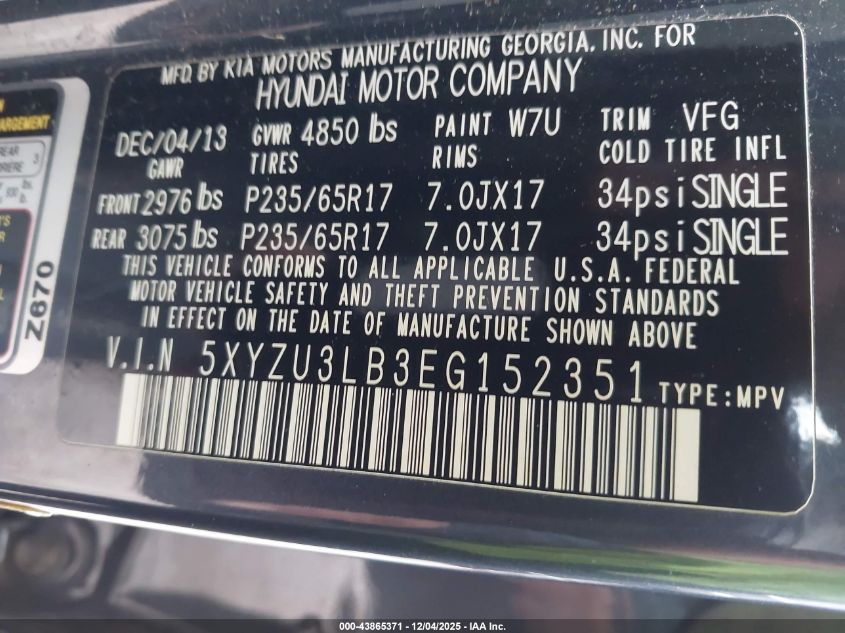 MFD. BY KIA MOTORS MANUFACTURING GEORGIA, INC. FOR
HYUNDAI MOTOR COMPANY
DEC/04/13 GVWR 4850 lbs PAINT W7U TRIM VFG
GAWR TIRES RIMS COLD TIRE INFL
FRONT 2976 lbs P235/65R17 7.0JX17 34psi SINGLE
REAR 3075 lbs P235/65R17 7.0JX17 34psi SINGLE
THIS VEHICLE CONFORMS TO ALL APPLICABLE U.S.A. FEDERAL
MOTOR VEHICLE SAFETY AND THEFT PREVENTION STANDARDS
IN EFFECT ON THE DATE OF MANUFACTURE SHOWN ABOVE
V.I.N 5XYZU3LB3EG152351 TYPE:MPV
REAR
3
lbs.
Z670
000-43865371 - 12/04/2025 - IAA Inc.